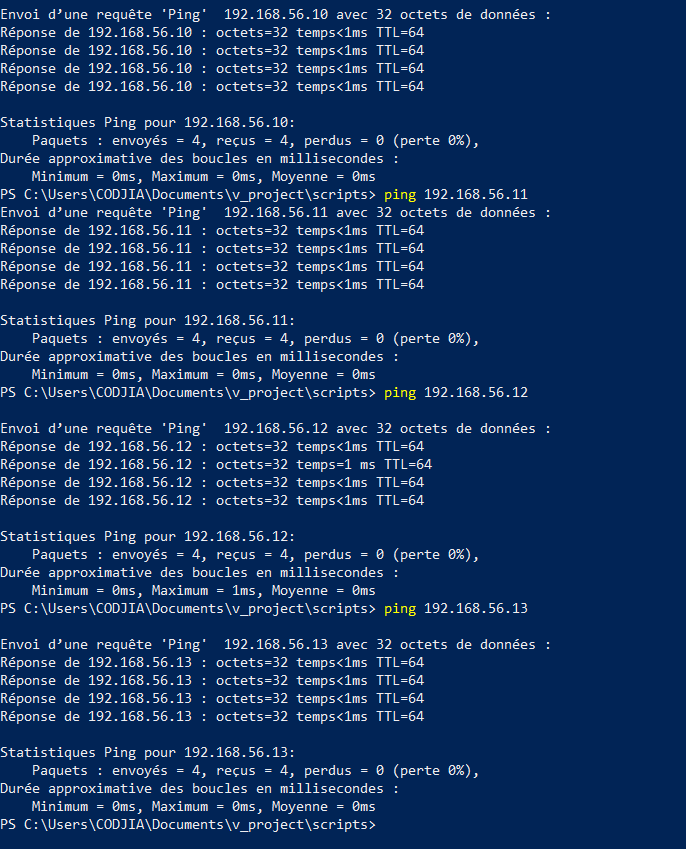 Envoi d’une requête 'Ping'  192.168.56.10 avec 32 octets de données :
Réponse de 192.168.56.10 : octets=32 temps<1ms TTL=64
Réponse de 192.168.56.10 : octets=32 temps<1ms TTL=64
Réponse de 192.168.56.10 : octets=32 temps<1ms TTL=64
Réponse de 192.168.56.10 : octets=32 temps<1ms TTL=64

Statistiques Ping pour 192.168.56.10:
    Paquets : envoyés = 4, reçus = 4, perdus = 0 (perte 0%),
Durée approximative des boucles en millisecondes :
    Minimum = 0ms, Maximum = 0ms, Moyenne = 0ms
PS C:\Users\CODJIA\Documents\v_project\scripts> ping 192.168.56.11
Envoi d’une requête 'Ping'  192.168.56.11 avec 32 octets de données :
Réponse de 192.168.56.11 : octets=32 temps<1ms TTL=64
Réponse de 192.168.56.11 : octets=32 temps<1ms TTL=64
Réponse de 192.168.56.11 : octets=32 temps<1ms TTL=64
Réponse de 192.168.56.11 : octets=32 temps<1ms TTL=64

Statistiques Ping pour 192.168.56.11:
    Paquets : envoyés = 4, reçus = 4, perdus = 0 (perte 0%),
Durée approximative des boucles en millisecondes :
    Minimum = 0ms, Maximum = 0ms, Moyenne = 0ms
PS C:\Users\CODJIA\Documents\v_project\scripts> ping 192.168.56.12

Envoi d’une requête 'Ping'  192.168.56.12 avec 32 octets de données :
Réponse de 192.168.56.12 : octets=32 temps<1ms TTL=64
Réponse de 192.168.56.12 : octets=32 temps=1 ms TTL=64
Réponse de 192.168.56.12 : octets=32 temps<1ms TTL=64
Réponse de 192.168.56.12 : octets=32 temps<1ms TTL=64

Statistiques Ping pour 192.168.56.12:
    Paquets : envoyés = 4, reçus = 4, perdus = 0 (perte 0%),
Durée approximative des boucles en millisecondes :
    Minimum = 0ms, Maximum = 1ms, Moyenne = 0ms
PS C:\Users\CODJIA\Documents\v_project\scripts> ping 192.168.56.13

Envoi d’une requête 'Ping'  192.168.56.13 avec 32 octets de données :
Réponse de 192.168.56.13 : octets=32 temps<1ms TTL=64
Réponse de 192.168.56.13 : octets=32 temps<1ms TTL=64
Réponse de 192.168.56.13 : octets=32 temps<1ms TTL=64
Réponse de 192.168.56.13 : octets=32 temps<1ms TTL=64

Statistiques Ping pour 192.168.56.13:
    Paquets : envoyés = 4, reçus = 4, perdus = 0 (perte 0%),
Durée approximative des boucles en millisecondes :
    Minimum = 0ms, Maximum = 0ms, Moyenne = 0ms
PS C:\Users\CODJIA\Documents\v_project\scripts>